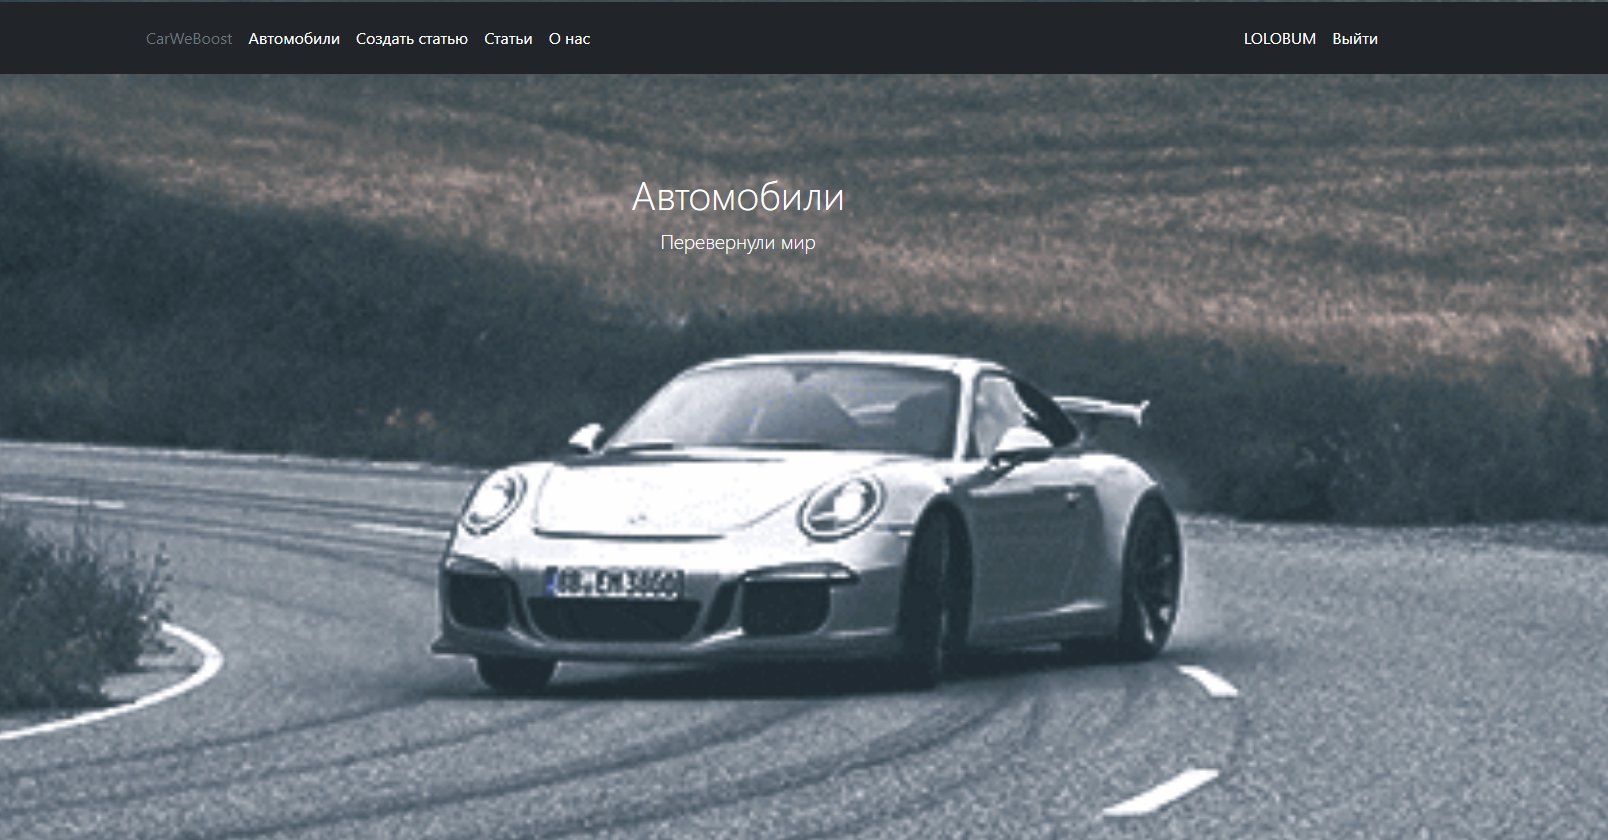 CarWeBoost Автомобили Создать статью Статьи О нас LOLOBUM Выйти
Автомобили
Перевернули мир